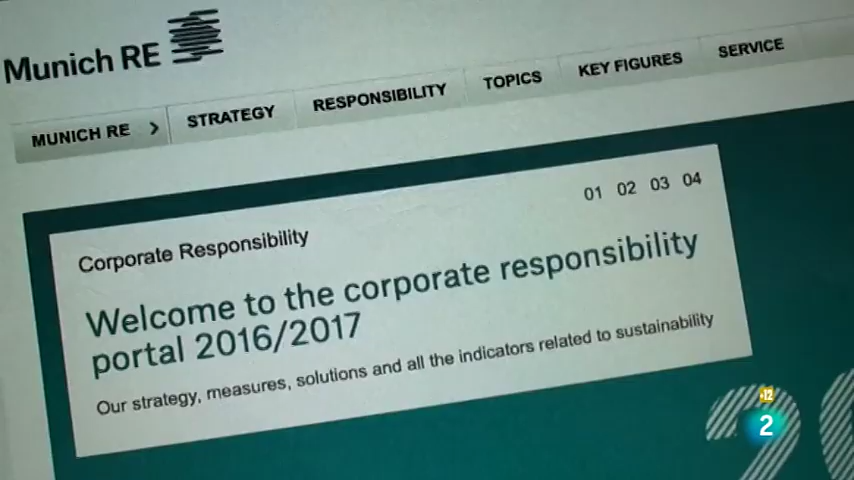 Munich RE
MUNICH RE > STRATEGY RESPONSIBILITY TOPICS KEY FIGURES SERVICE
01 02 03 04
Corporate Responsibility
Welcome to the corporate responsibility
portal 2016/2017
Our strategy, measures, solutions and all the indicators related to sustainability
+12
2
2